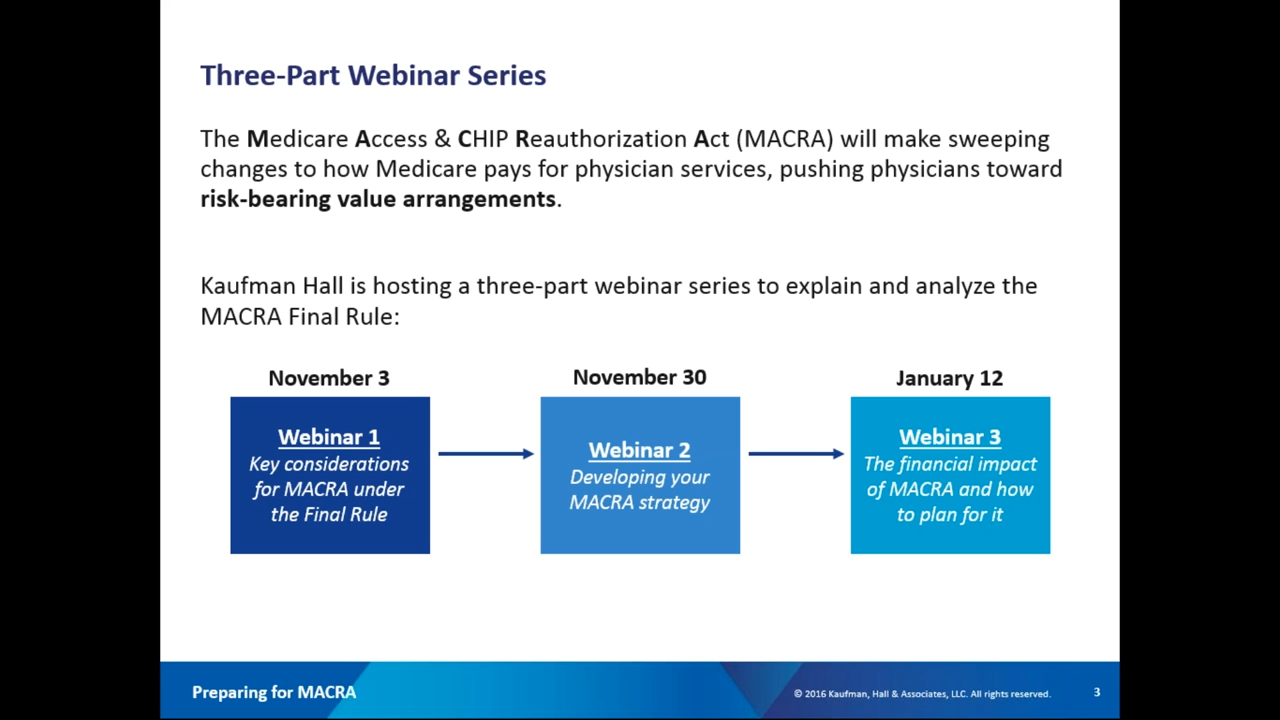 Three-Part Webinar Series
The Medicare Access & CHIP Reauthorization Act (MACRA) will make sweeping
changes to how Medicare pays for physician services, pushing physicians toward
risk-bearing value arrangements.
Kaufman Hall is hosting a three-part webinar series to explain and analyze the
MACRA Final Rule:
November 3
Webinar 1
Key considerations
for MACRA under
the Final Rule
November 30
Webinar 2
Developing your
MACRA strategy
January 12
Webinar 3
The financial impact
of MACRA and how
to plan for it
Preparing for MACRA
© 2016 Kaufman, Hall & Associates, LLC. All rights reserved.
3